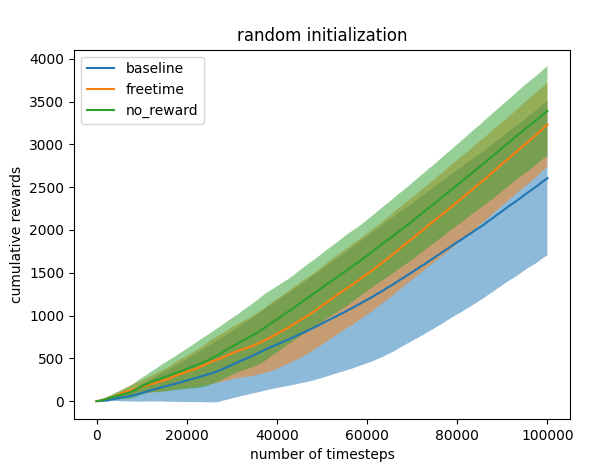 random initialization
baseline
freetime
no_reward
cumulative rewards
4000
3500
3000
2500
2000
1500
1000
500
0
0 20000 40000 60000 80000 100000
number of timesteps